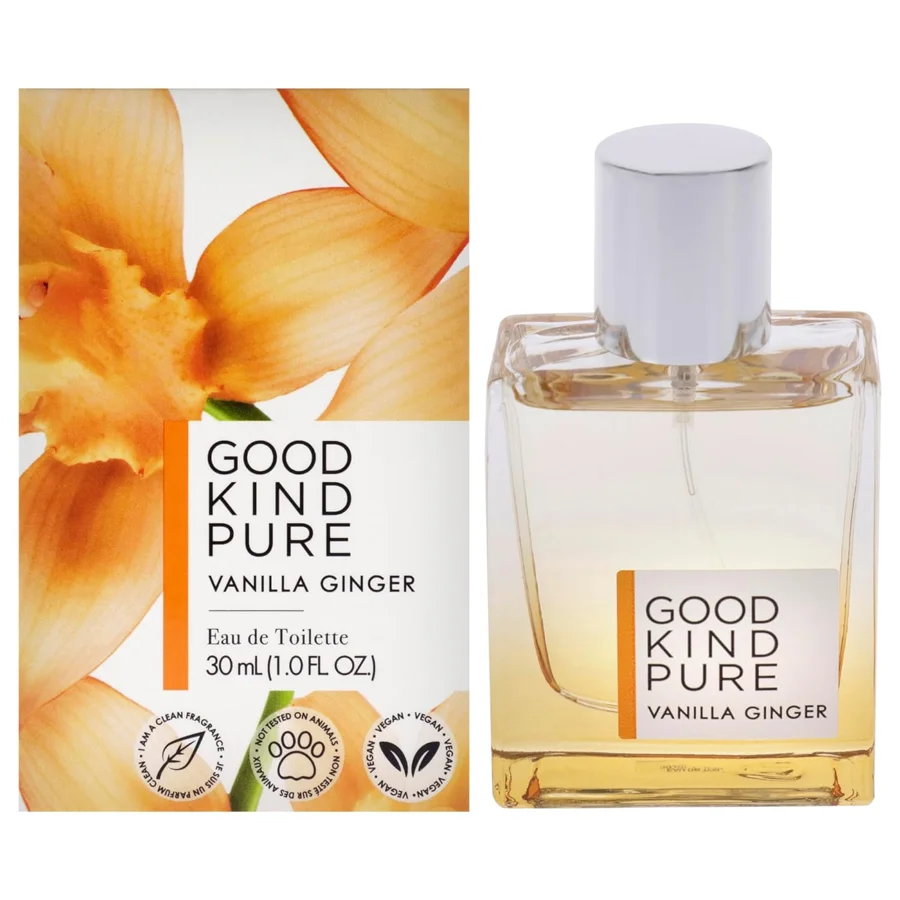 GOOD
KIND
PURE
VANILLA GINGER
Eau de Toilette
30 mL (1.0 FL. OZ.)
• I AM A CLEAN FRAGRANCE • JE SUIS UN PARFUM CLEAN
• NOT TESTED ON ANIMALS • NON TESTÉ SUR DES ANIMAUX
VEGAN • VEGAN • VEGAN • VEGAN • VEGAN • VEGAN •
GOOD
KIND
PURE
VANILLA GINGER